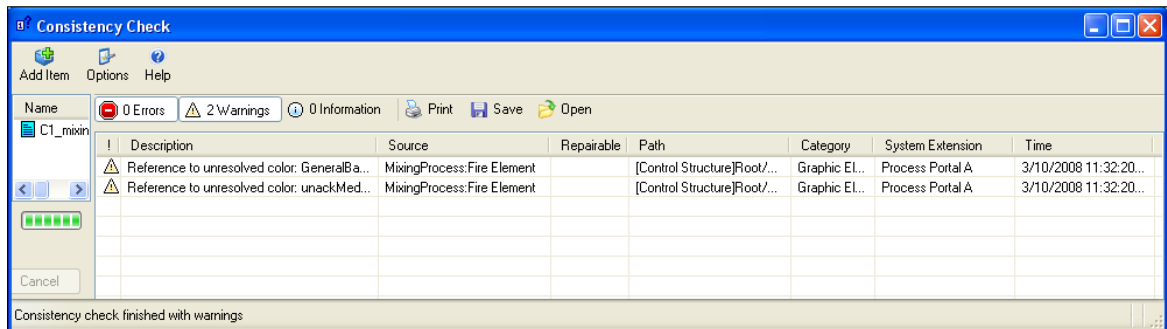 Consistency Check
Add Item Options Help
Name 0 Errors 2 Warnings 0 Information Print Save Open
C1_mixin
! Description Source Repairable Path Category System Extension Time
Reference to unresolved color: GeneralBa... MixingProcess:Fire Element [Control Structure]Root/... Graphic El... Process Portal A 3/10/2008 11:32:20...
Reference to unresolved color: unackMed... MixingProcess:Fire Element [Control Structure]Root/... Graphic El... Process Portal A 3/10/2008 11:32:20...
Cancel
Consistency check finished with warnings